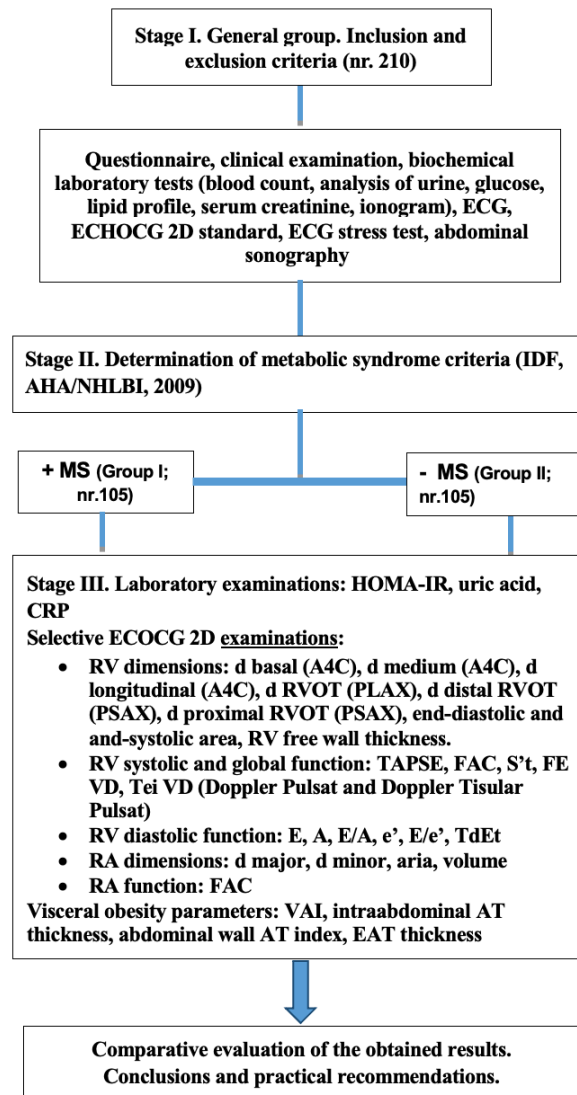 Stage I. General group. Inclusion and
exclusion criteria (nr. 210)
Questionnaire, clinical examination, biochemical
laboratory tests (blood count, analysis of urine, glucose,
lipid profile, serum creatinine, ionogram), ECG,
ECHOCG 2D standard, ECG stress test, abdominal
sonography
Stage II. Determination of metabolic syndrome criteria (IDF,
AHA/NHLBI, 2009)
+ MS (Group I;
nr.105)
- MS (Group II;
nr.105)
Stage III. Laboratory examinations: HOMA-IR, uric acid,
CRP
Selective ECOCG 2D examinations:
• RV dimensions: d basal (A4C), d medium (A4C), d
longitudinal (A4C), d RVOT (PLAX), d distal RVOT
(PSAX), d proximal RVOT (PSAX), end-diastolic and
and-systolic area, RV free wall thickness.
• RV systolic and global function: TAPSE, FAC, S't, FE
VD, Tei VD (Doppler Pulsat and Doppler Tisular
Pulsat)
• RV diastolic function: E, A, E/A, e', E/e', TdEt
• RA dimensions: d major, d minor, aria, volume
• RA function: FAC
Visceral obesity parameters: VAI, intraabdominal AT
thickness, abdominal wall AT index, EAT thickness
Comparative evaluation of the obtained results.
Conclusions and practical recommendations.